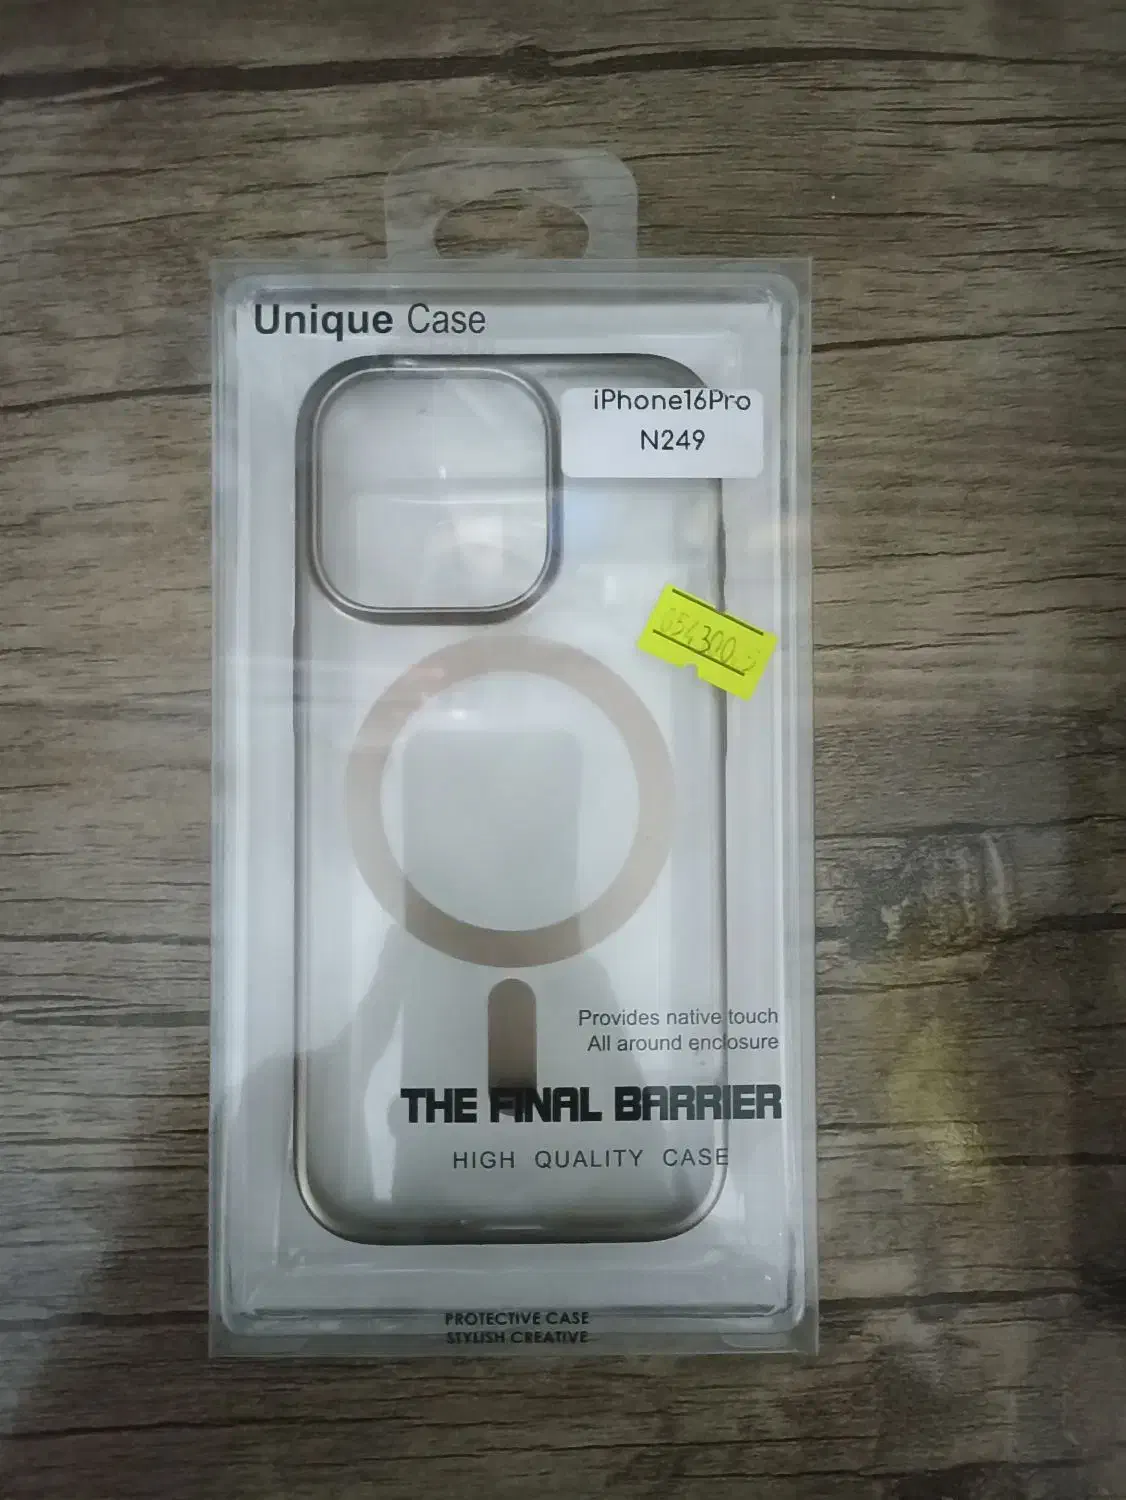 Unique Case
iPhone16Pro
N249
Provides native touch
All around enclosure
THE FINAL BARRIER
HIGH QUALITY CASE
PROTECTIVE CASE
STYLISH CREATIVE